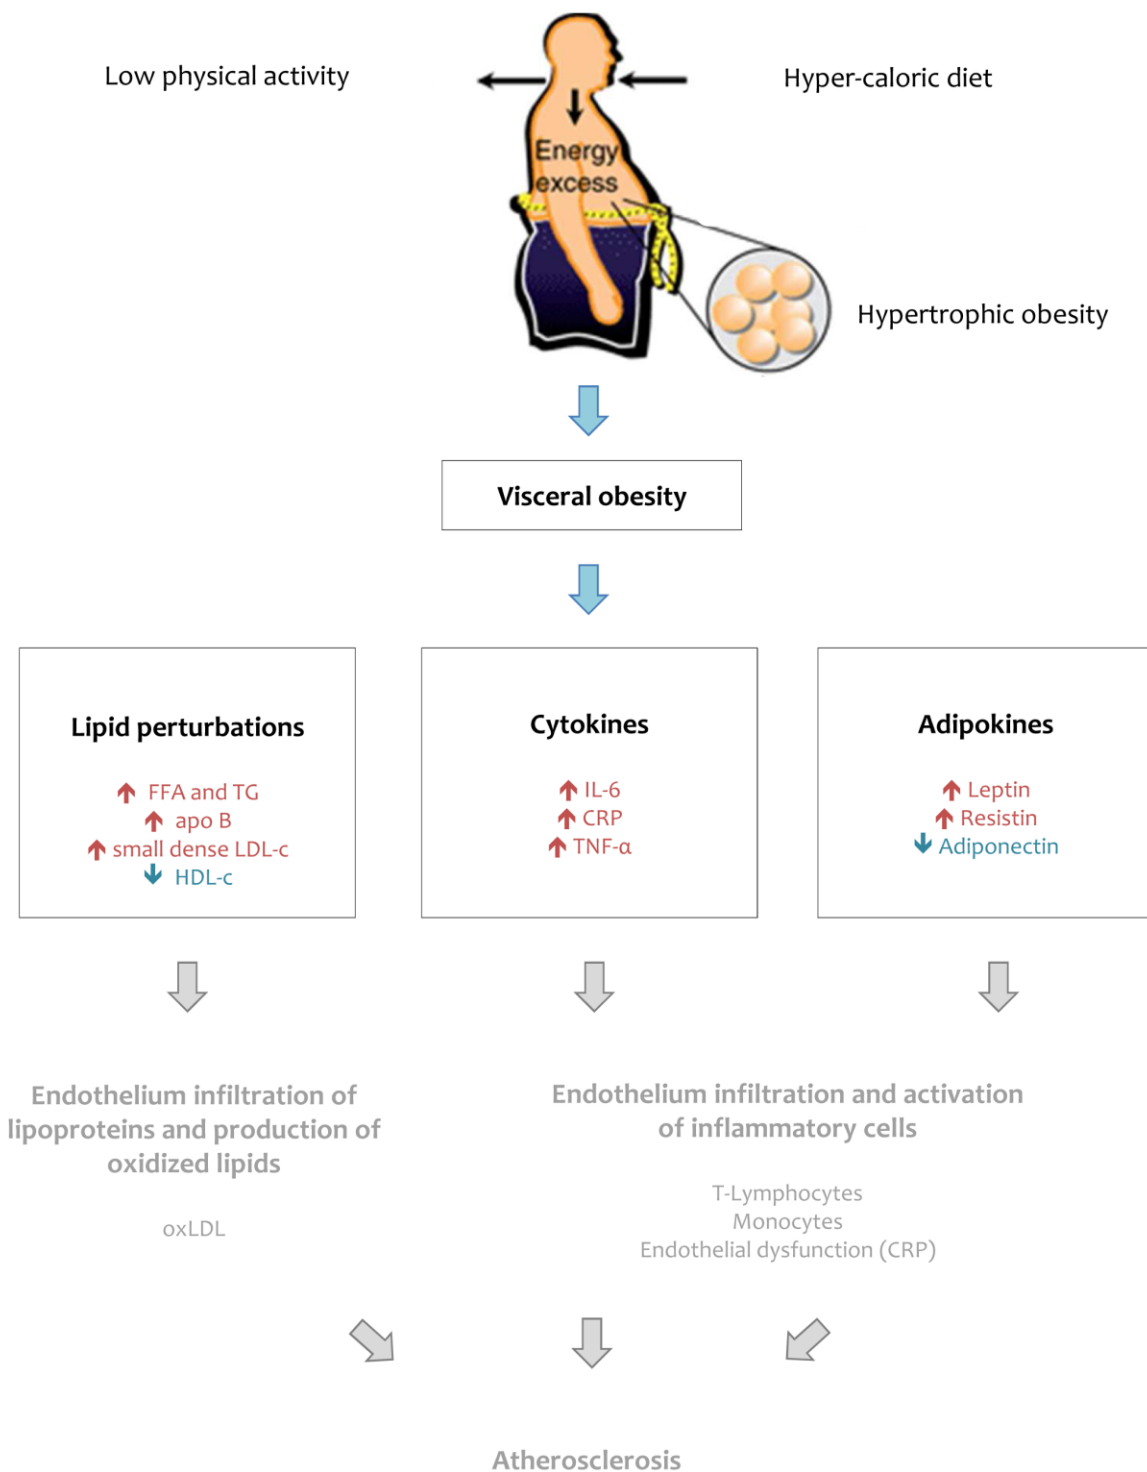 Low physical activity
Hyper-caloric diet
Energy
excess
Hypertrophic obesity
Visceral obesity
Lipid perturbations
↑ FFA and TG
↑ apo B
↑ small dense LDL-c
↓ HDL-c
Cytokines
↑ IL-6
↑ CRP
↑ TNF-α
Adipokines
↑ Leptin
↑ Resistin
↓ Adiponectin
Endothelium infiltration of
lipoproteins and production of
oxidized lipids
oxLDL
Endothelium infiltration and activation
of inflammatory cells
T-Lymphocytes
Monocytes
Endothelial dysfunction (CRP)
Atherosclerosis